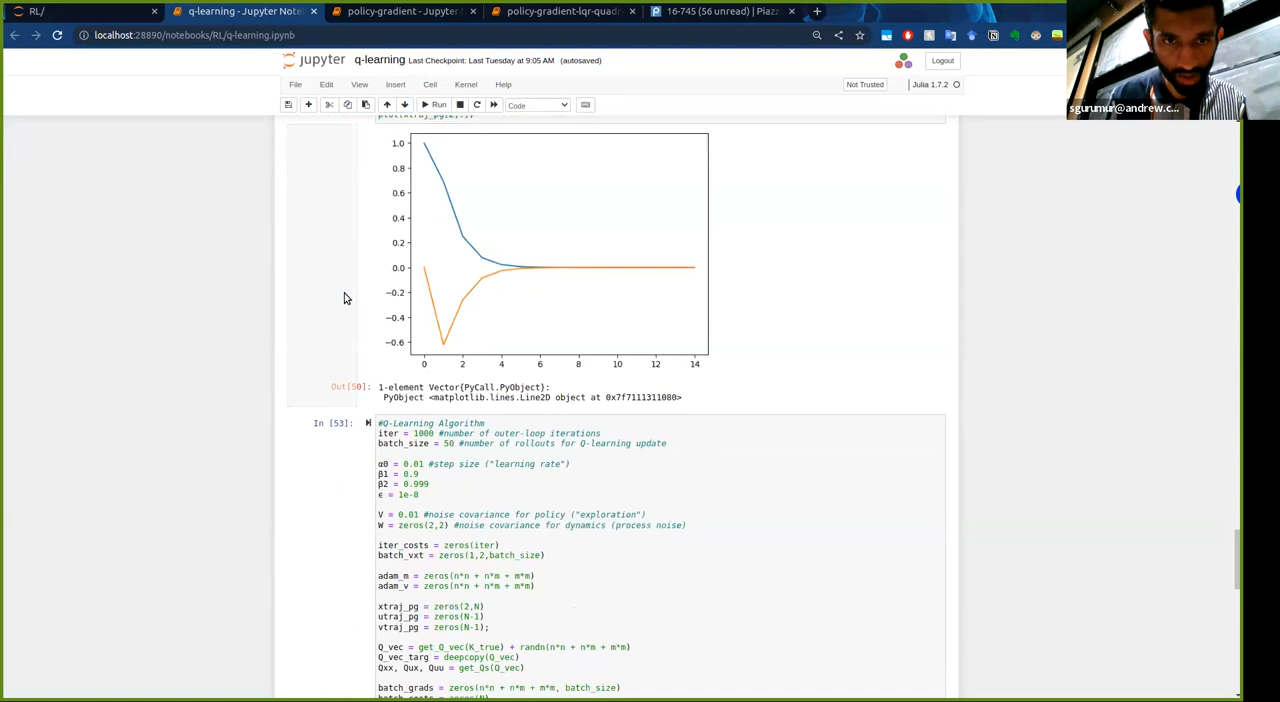 RL/
q-learning - Jupyter Note
policy-gradient - Jupyter
policy-gradient-lqr-quadr
16-745 (56 unread) | Piazz
localhost:28890/notebooks/RL/q-learning.ipynb
jupyter q-learning Last Checkpoint: Last Tuesday at 9:05 AM (autosaved)
Logout
File Edit View Insert Cell Kernel Help
Not Trusted
Julia 1.7.2
Run
Code
sgurumur@andrew.c...
1.0
0.8
0.6
0.4
0.2
0.0
−0.2
−0.4
−0.6
0 2 4 6 8 10 12 14
Out[50]: 1-element Vector{PyCall.PyObject}:
PyObject <matplotlib.lines.Line2D object at 0x7f7111311080>
In [53]: #Q-Learning Algorithm
iter = 1000 #number of outer-loop iterations
batch_size = 50 #number of rollouts for Q-learning update
α0 = 0.01 #step size ("learning rate")
β1 = 0.9
β2 = 0.999
ϵ = 1e-8
V = 0.01 #noise covariance for policy ("exploration")
W = zeros(2,2) #noise covariance for dynamics (process noise)
iter_costs = zeros(iter)
batch_vxt = zeros(1,2,batch_size)
adam_m = zeros(n*n + n*m + m*m)
adam_v = zeros(n*n + n*m + m*m)
xtraj_pg = zeros(2,N)
utraj_pg = zeros(N-1)
vtraj_pg = zeros(N-1);
Q_vec = get_Q_vec(K_true) + randn(n*n + n*m + m*m)
Q_vec_targ = deepcopy(Q_vec)
Qxx, Qux, Quu = get_Qs(Q_vec)
batch_grads = zeros(n*n + n*m + m*m, batch_size)